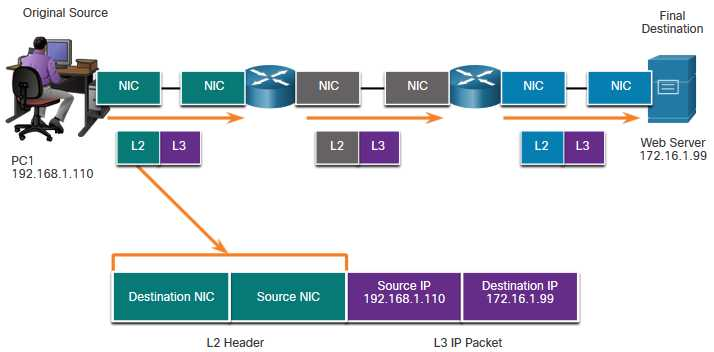 Original Source
Final
Destination
NIC
NIC
NIC
NIC
NIC
NIC
L2
L3
L2
L3
L2
L3
PC1
192.168.1.110
Web Server
172.16.1.99
Destination NIC
Source NIC
Source IP
192.168.1.110
Destination IP
172.16.1.99
L2 Header
L3 IP Packet